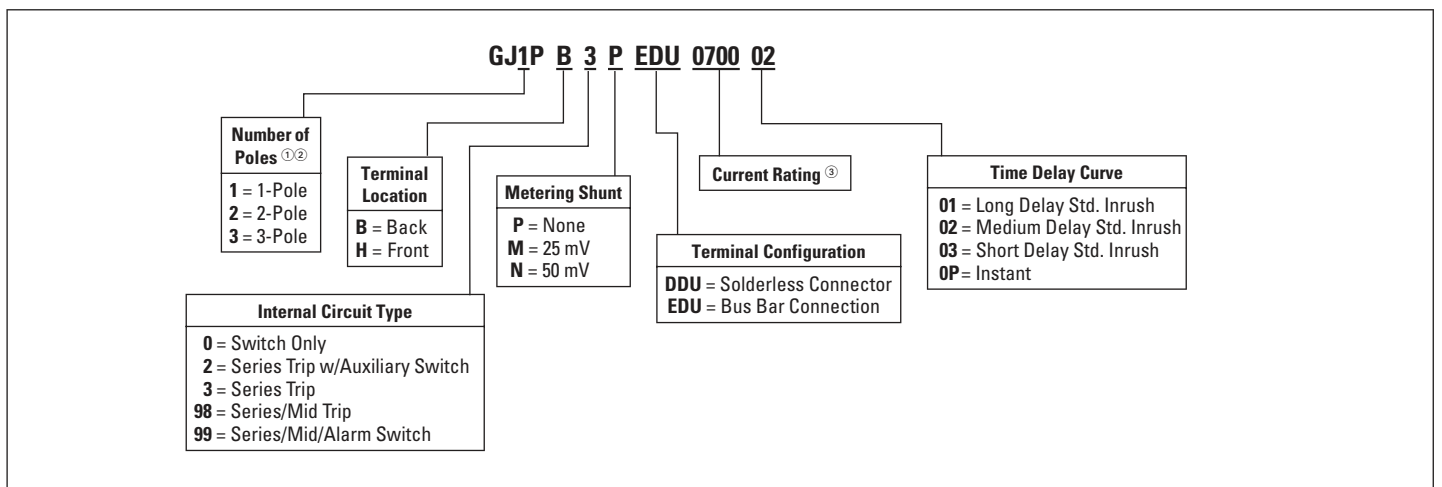 GJ1P B 3 P EDU 0700 02
Number of
Poles ①②
1 = 1-Pole
2 = 2-Pole
3 = 3-Pole
Terminal
Location
B = Back
H = Front
Internal Circuit Type
0 = Switch Only
2 = Series Trip w/Auxiliary Switch
3 = Series Trip
98 = Series/Mid Trip
99 = Series/Mid/Alarm Switch
Metering Shunt
P = None
M = 25 mV
N = 50 mV
Terminal Configuration
DDU = Solderless Connector
EDU = Bus Bar Connection
Current Rating ③
Time Delay Curve
01 = Long Delay Std. Inrush
02 = Medium Delay Std. Inrush
03 = Short Delay Std. Inrush
0P= Instant